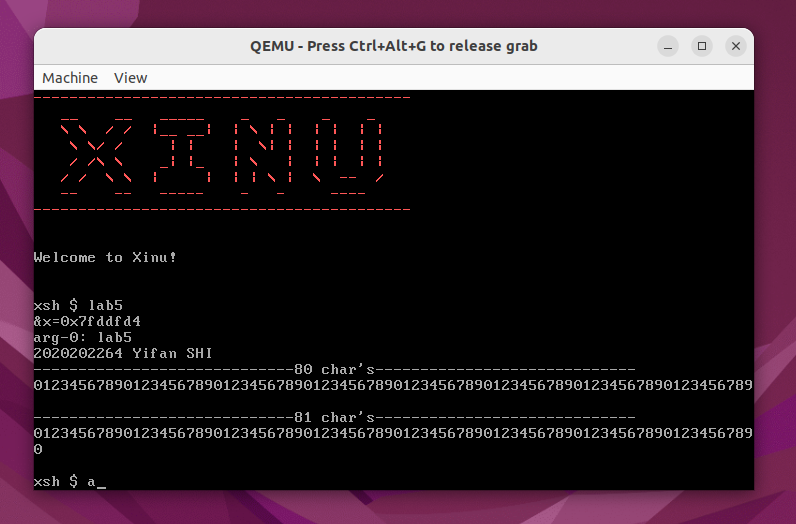 QEMU - Press Ctrl+Alt+G to release grab
Machine View
-------------------------------------------
XINU
-------------------------------------------
Welcome to Xinu!
xsh $ lab5
&x=0x7fddfd4
arg-0: lab5
2020202264 Yifan SHI
-----------------------------80 char's-----------------------------
01234567890123456789012345678901234567890123456789012345678901234567890123456789
-----------------------------81 char's-----------------------------
01234567890123456789012345678901234567890123456789012345678901234567890123456789
0
xsh $ a_